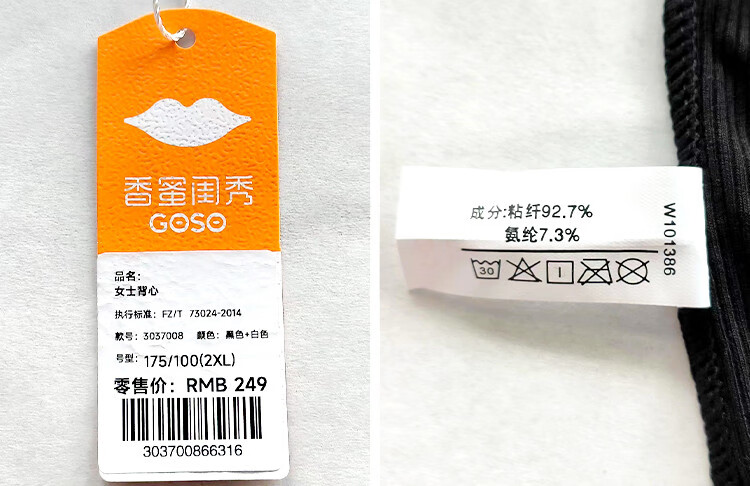 香蜜闺秀
GOSO
品名：
女士背心
执行标准：FZ/T 73024-2014
款号：3037008 颜色：黑色+白色
号型：175/100(2XL)
零售价：RMB 249
303700866316
成分:粘纤92.7%
氨纶7.3%
30
W101386